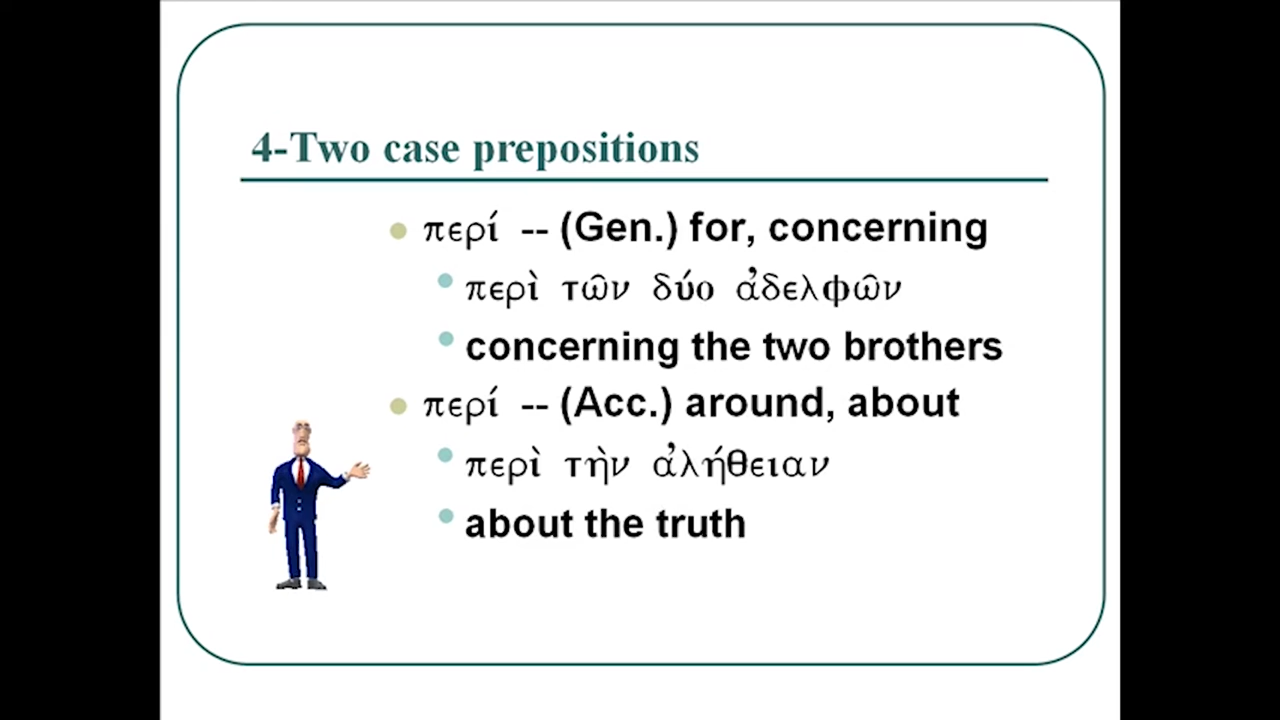 4-Two case prepositions
περί -- (Gen.) for, concerning
περὶ τῶν δύο ἀδελφῶν
concerning the two brothers
περί -- (Acc.) around, about
περὶ τὴν ἀλήθειαν
about the truth